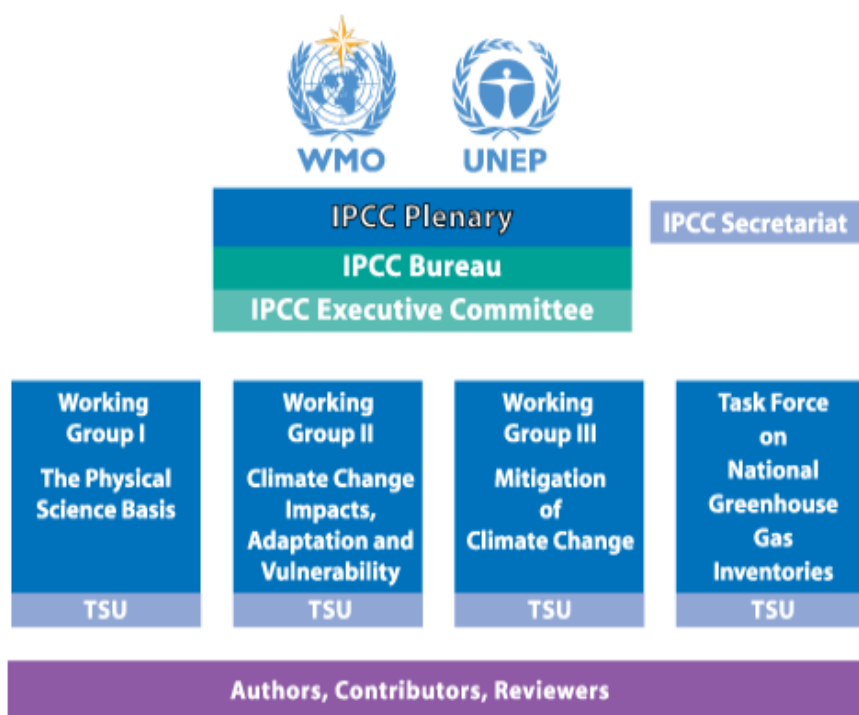 WMO
UNEP
IPCC Plenary
IPCC Secretariat
IPCC Bureau
IPCC Executive Committee
Working
Group I
The Physical
Science Basis
TSU
Working
Group II
Climate Change
Impacts,
Adaptation and
Vulnerability
TSU
Working
Group III
Mitigation
of
Climate Change
TSU
Task Force
on
National
Greenhouse
Gas
Inventories
TSU
Authors, Contributors, Reviewers